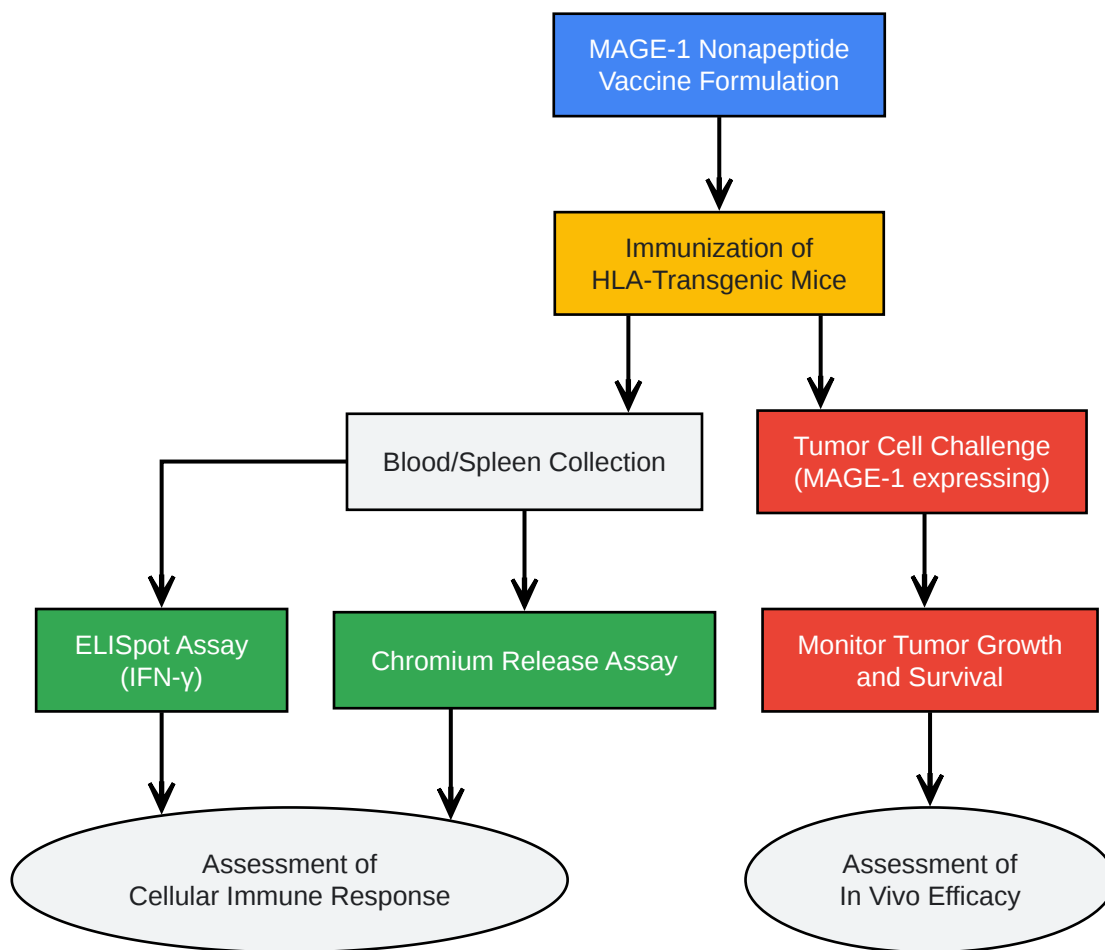 MAGE-1 Nonapeptide
Vaccine Formulation
Immunization of
HLA-Transgenic Mice
Blood/Spleen Collection
Tumor Cell Challenge
(MAGE-1 expressing)
ELISpot Assay
(IFN-γ)
Chromium Release Assay
Monitor Tumor Growth
and Survival
Assessment of
Cellular Immune Response
Assessment of
In Vivo Efficacy